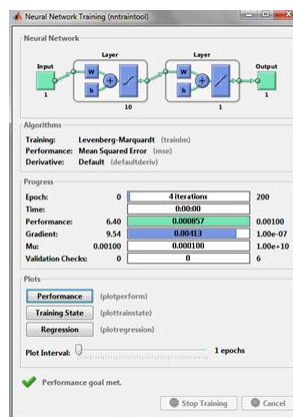 Neural Network Training (nntraintool)
Neural Network
Layer Layer
Input Output
W W
+ +
b b
1 10 1 1
Algorithms
Training: Levenberg-Marquardt (trainlm)
Performance: Mean Squared Error (mse)
Derivative: Default (defaultderiv)
Progress
Epoch: 0 4 iterations 200
Time: 0:00:00
Performance: 6.40 0.000857 0.00100
Gradient: 9.54 0.00413 1.00e-07
Mu: 0.00100 0.000100 1.00e+10
Validation Checks: 0 0 6
Plots
Performance (plotperform)
Training State (plottrainstate)
Regression (plotregression)
Plot Interval: 1 epochs
Performance goal met.
Stop Training Cancel